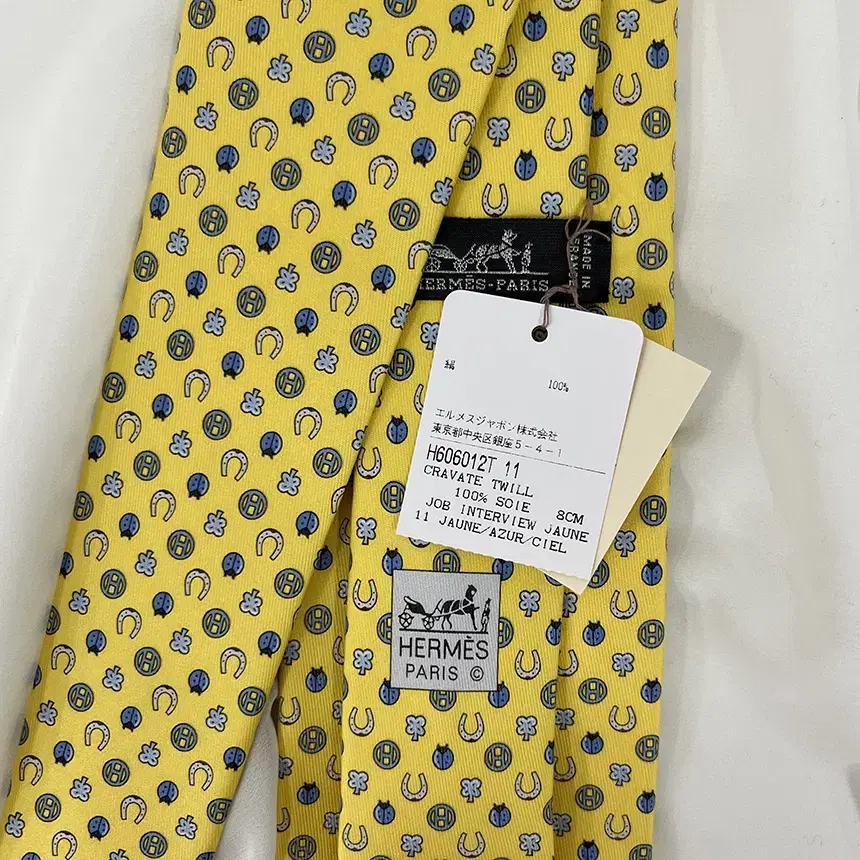 HERMÈS-PARIS
MADE IN
FRAN
絹
100%
エルメスジャポン株式会社
東京都中央区銀座5-4-1
H606012T 11
CRAVATE TWILL
100% SOIE 8CM
JOB INTERVIEW JAUNE
11 JAUNE/AZUR/CIEL
HERMÈS
PARIS ©